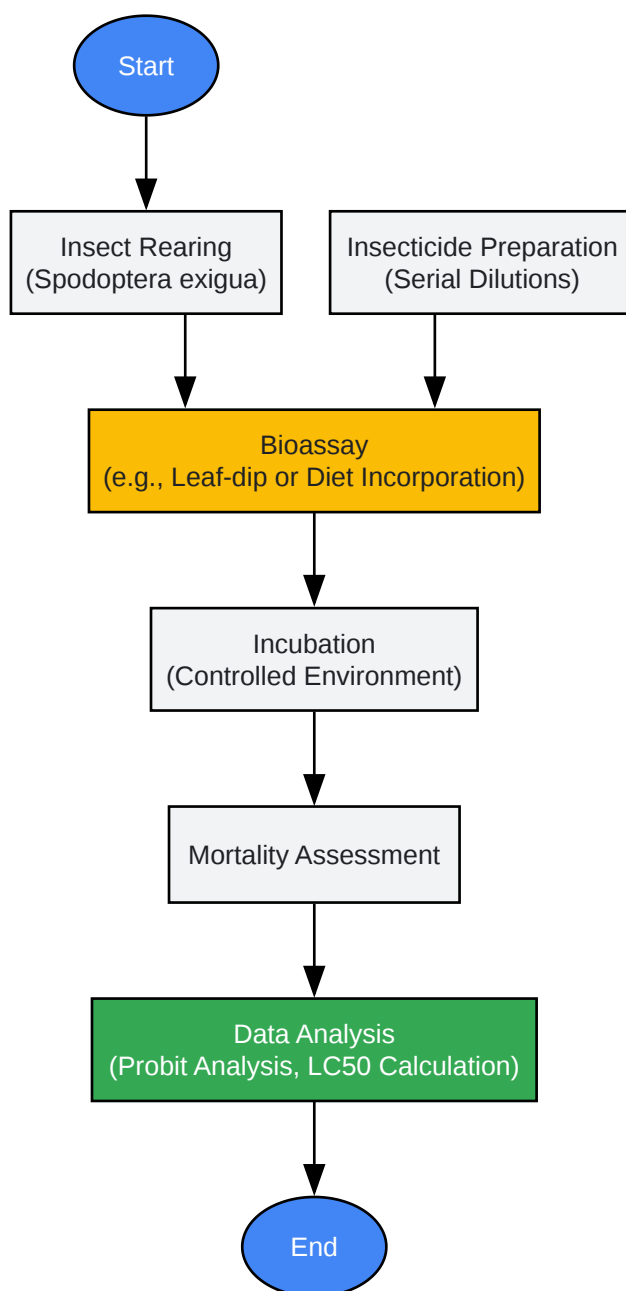 Start
Insect Rearing
(Spodoptera exigua)
Insecticide Preparation
(Serial Dilutions)
Bioassay
(e.g., Leaf-dip or Diet Incorporation)
Incubation
(Controlled Environment)
Mortality Assessment
Data Analysis
(Probit Analysis, LC50 Calculation)
End